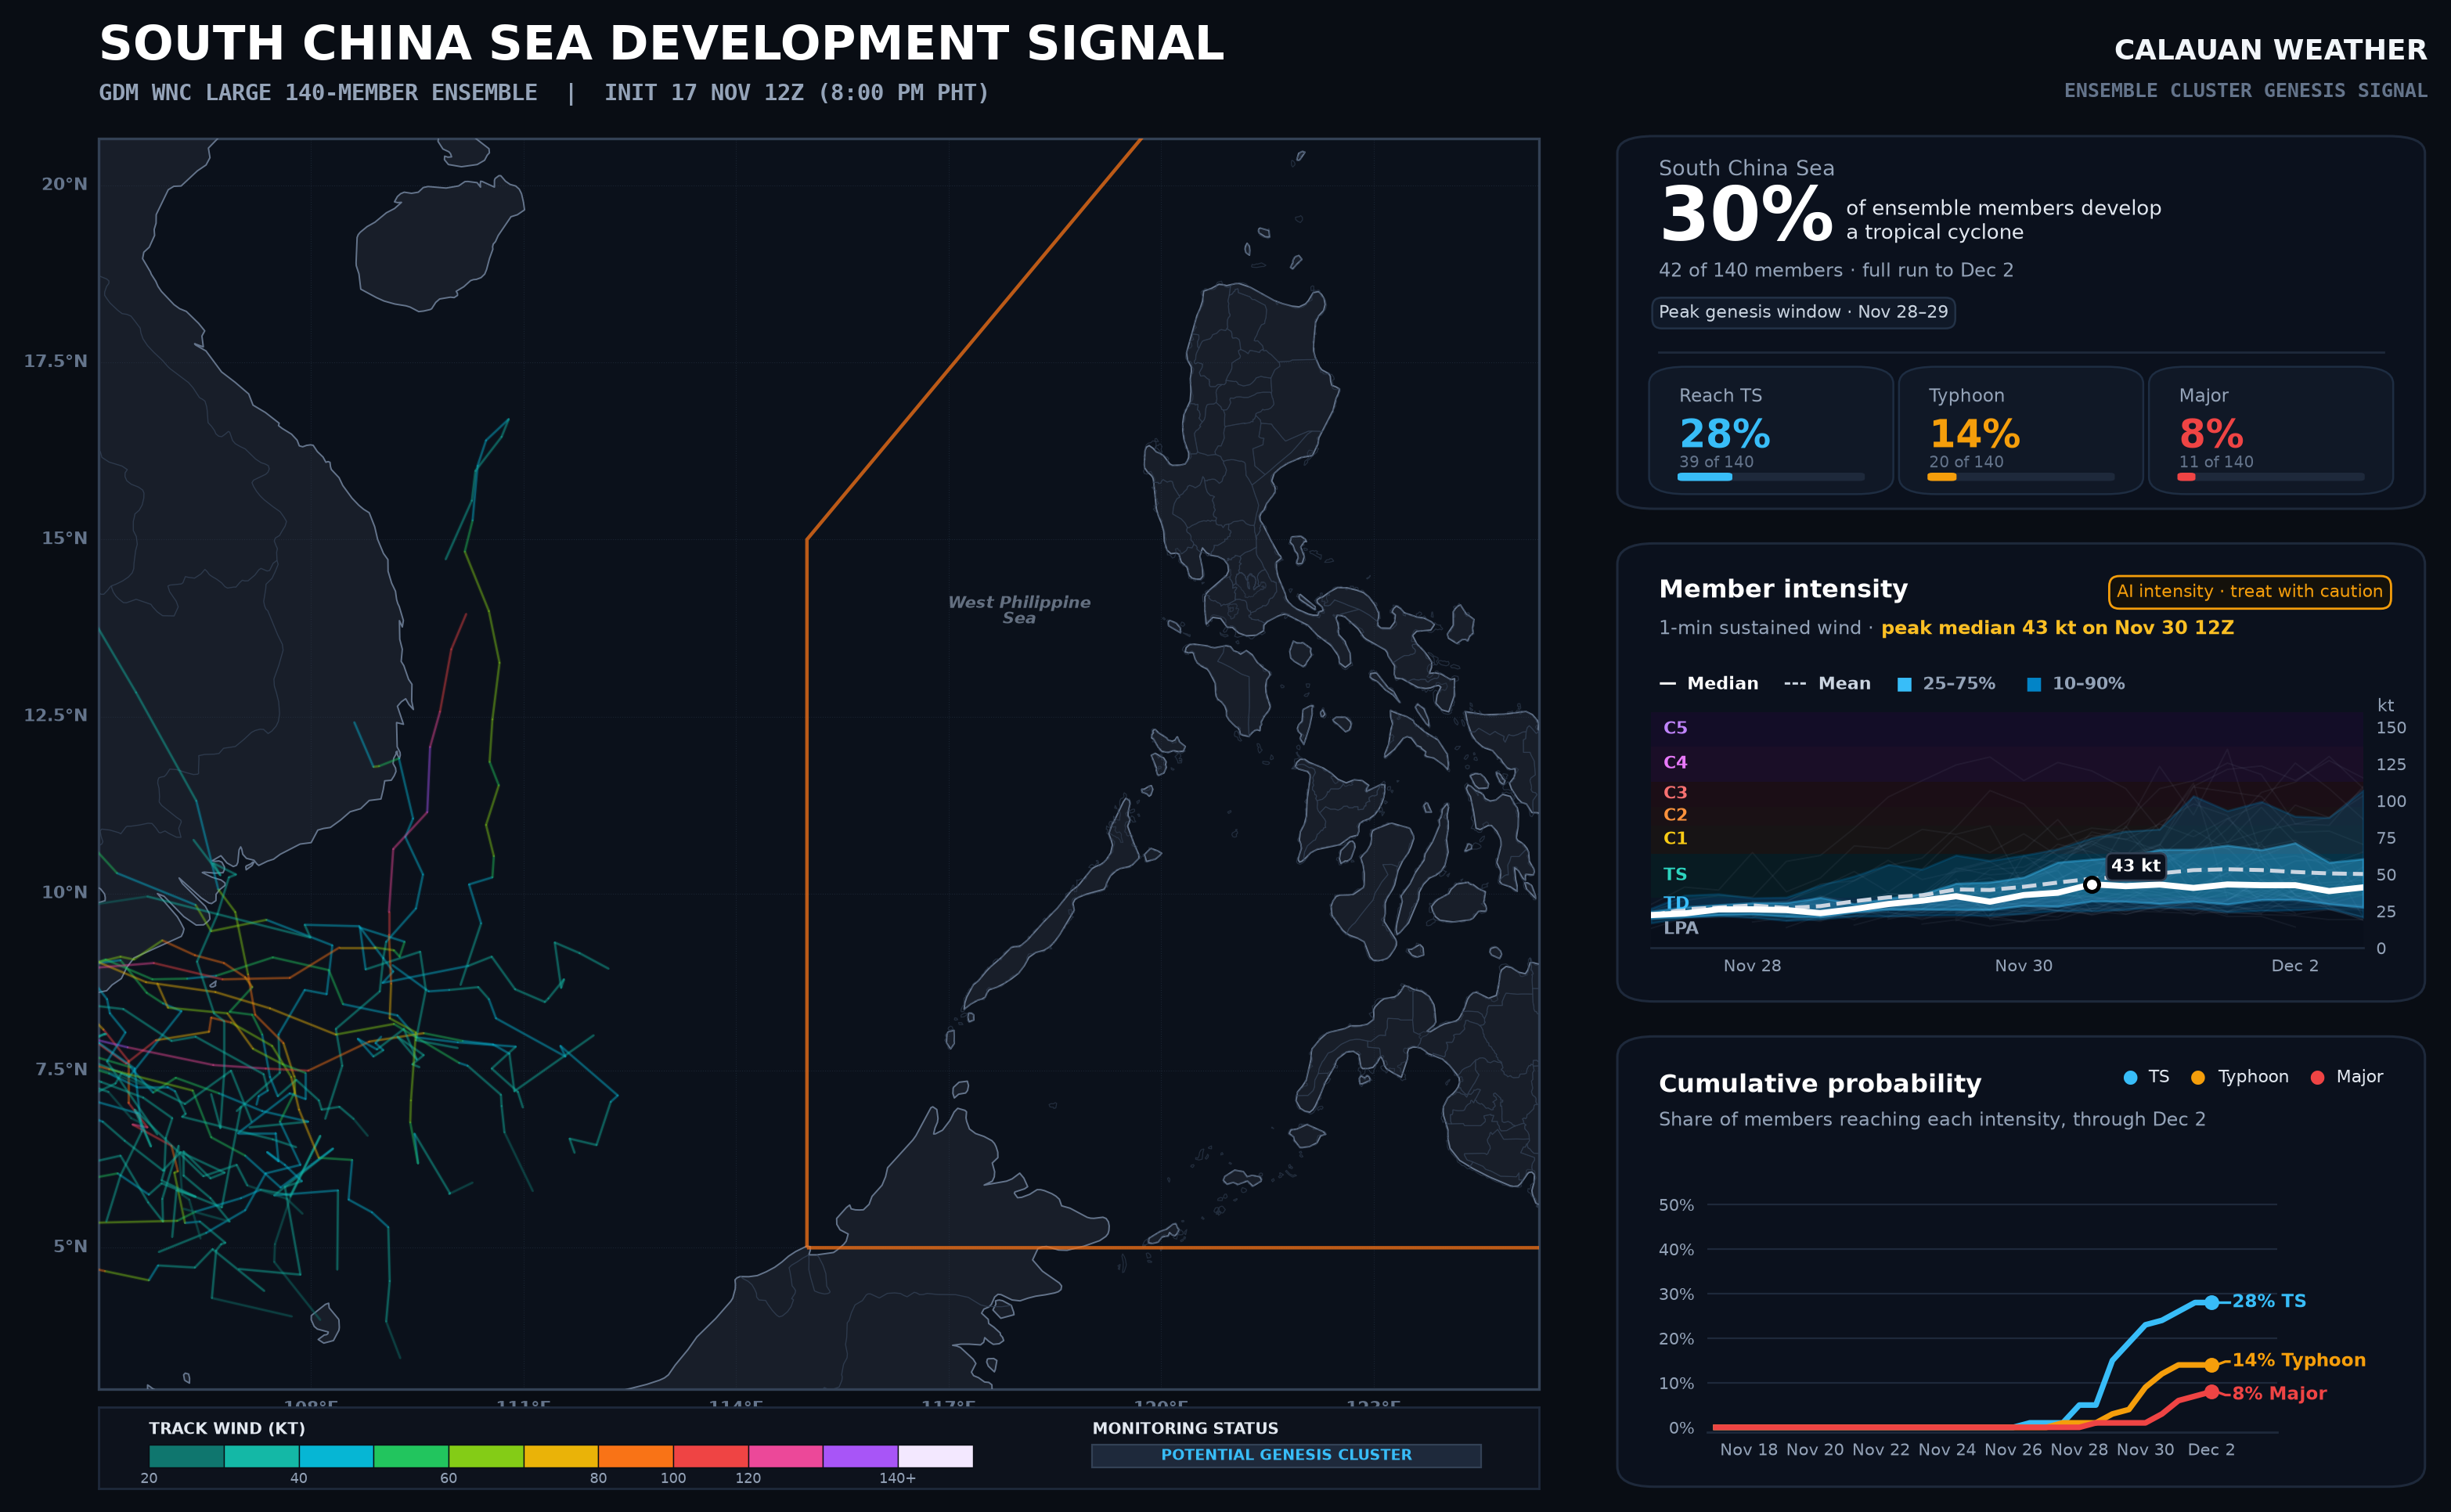 SOUTH CHINA SEA DEVELOPMENT SIGNAL
GDM WNC LARGE 140-MEMBER ENSEMBLE | INIT 17 NOV 12Z (8:00 PM PHT)
CALAUAN WEATHER
ENSEMBLE CLUSTER GENESIS SIGNAL
20°N
17.5°N
15°N
12.5°N
10°N
7.5°N
5°N
West Philippine
Sea
108°E 111°E 114°E 117°E 120°E 123°E
TRACK WIND (KT)
20 40 60 80 100 120 140+
MONITORING STATUS
POTENTIAL GENESIS CLUSTER
South China Sea
30% of ensemble members develop
a tropical cyclone
42 of 140 members · full run to Dec 2
Peak genesis window · Nov 28–29
Reach TS
28%
39 of 140
Typhoon
14%
20 of 140
Major
8%
11 of 140
Member intensity
AI intensity · treat with caution
1-min sustained wind · peak median 43 kt on Nov 30 12Z
Median Mean 25–75% 10–90%
kt
C5
C4
C3
C2
C1
TS
TD
LPA
43 kt
150
125
100
75
50
25
0
Nov 28 Nov 30 Dec 2
Cumulative probability
TS Typhoon Major
Share of members reaching each intensity, through Dec 2
50%
40%
30%
20%
10%
0%
28% TS
14% Typhoon
8% Major
Nov 18 Nov 20 Nov 22 Nov 24 Nov 26 Nov 28 Nov 30 Dec 2